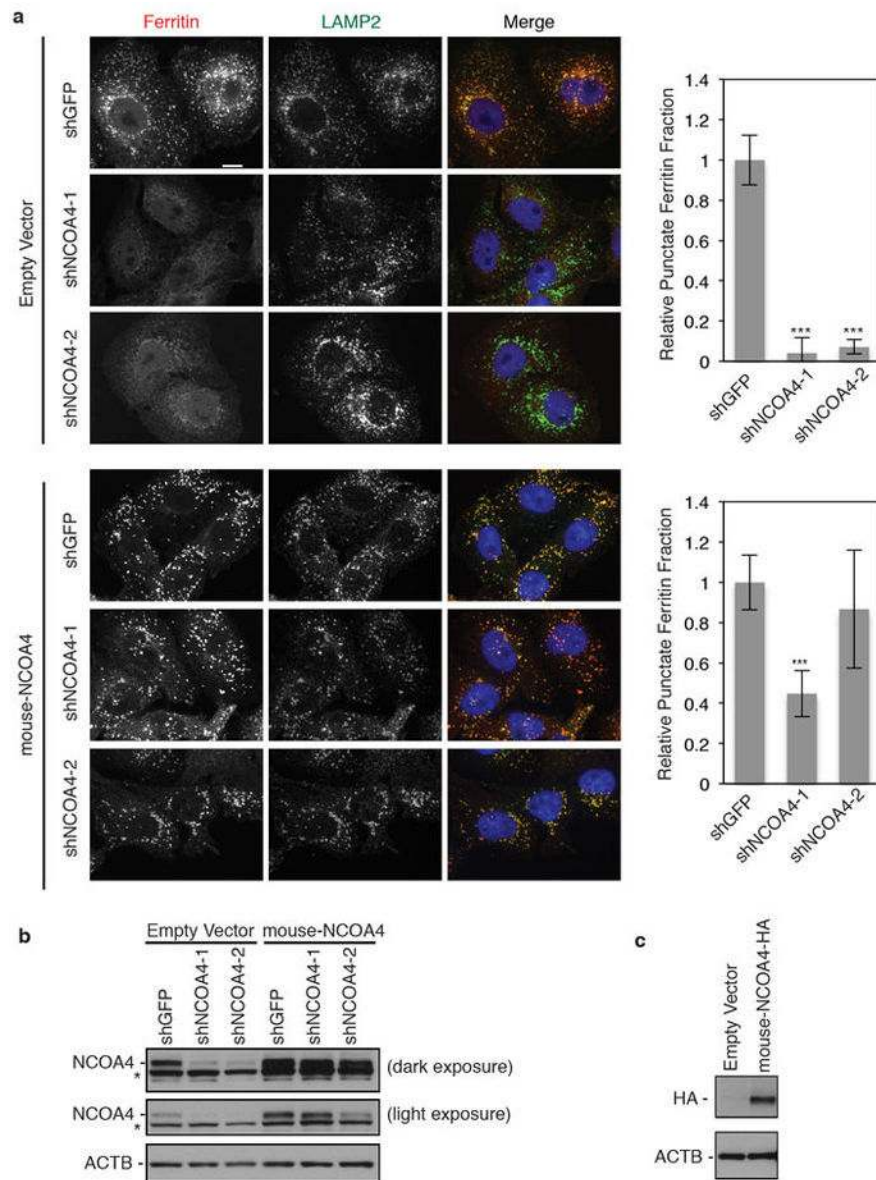 a
Ferritin LAMP2 Merge
Empty Vector
shGFP
shNCOA4-1
shNCOA4-2
mouse-NCOA4
shGFP
shNCOA4-1
shNCOA4-2
Relative Punctate Ferritin Fraction
1.4
1.2
1
0.8
0.6
0.4
0.2
0
*** ***
shGFP shNCOA4-1 shNCOA4-2
Relative Punctate Ferritin Fraction
1.4
1.2
1
0.8
0.6
0.4
0.2
0
***
shGFP shNCOA4-1 shNCOA4-2
b
Empty Vector mouse-NCOA4
shGFP shNCOA4-1 shNCOA4-2 shGFP shNCOA4-1 shNCOA4-2
NCOA4 - (dark exposure)
*
NCOA4 - (light exposure)
*
ACTB -
c
Empty Vector mouse-NCOA4-HA
HA -
ACTB -